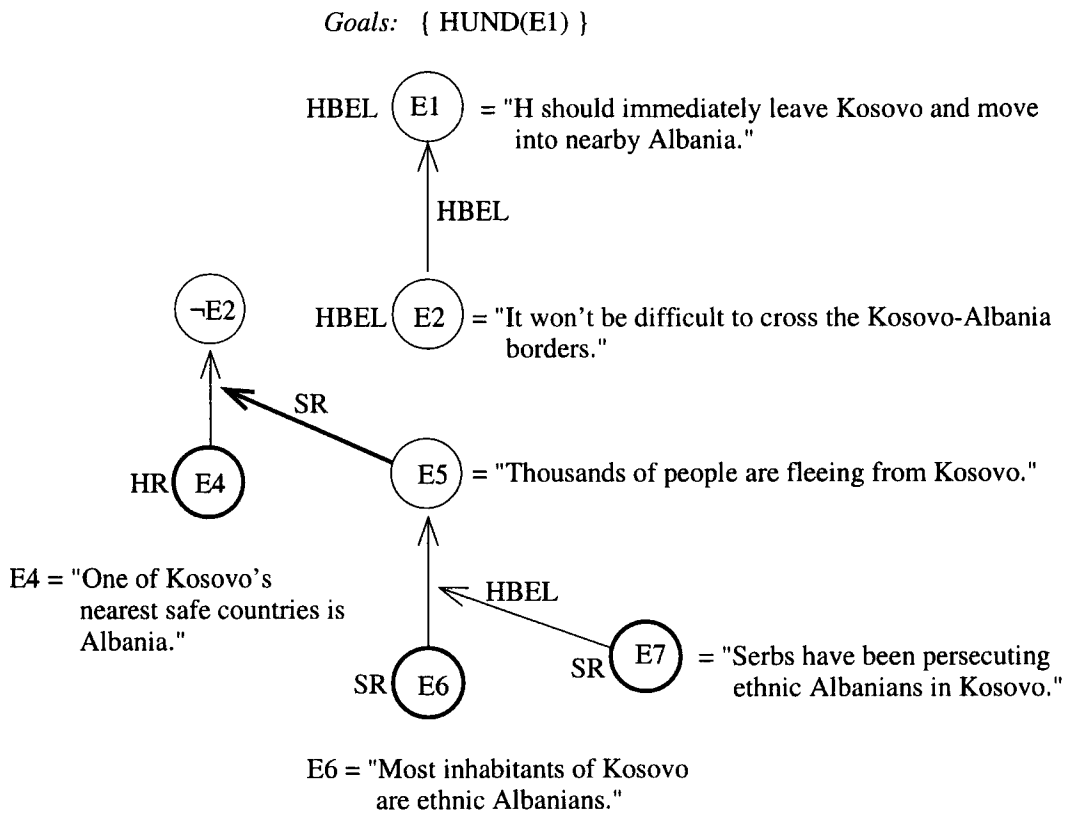 Goals: { HUND(E1) }
HBEL E1 = "H should immediately leave Kosovo and move
into nearby Albania."
HBEL
¬E2 HBEL E2 = "It won't be difficult to cross the Kosovo-Albania
borders."
SR
HR E4 E5 = "Thousands of people are fleeing from Kosovo."
E4 = "One of Kosovo's
nearest safe countries is
Albania."
HBEL
SR E6 SR E7 = "Serbs have been persecuting
ethnic Albanians in Kosovo."
E6 = "Most inhabitants of Kosovo
are ethnic Albanians."